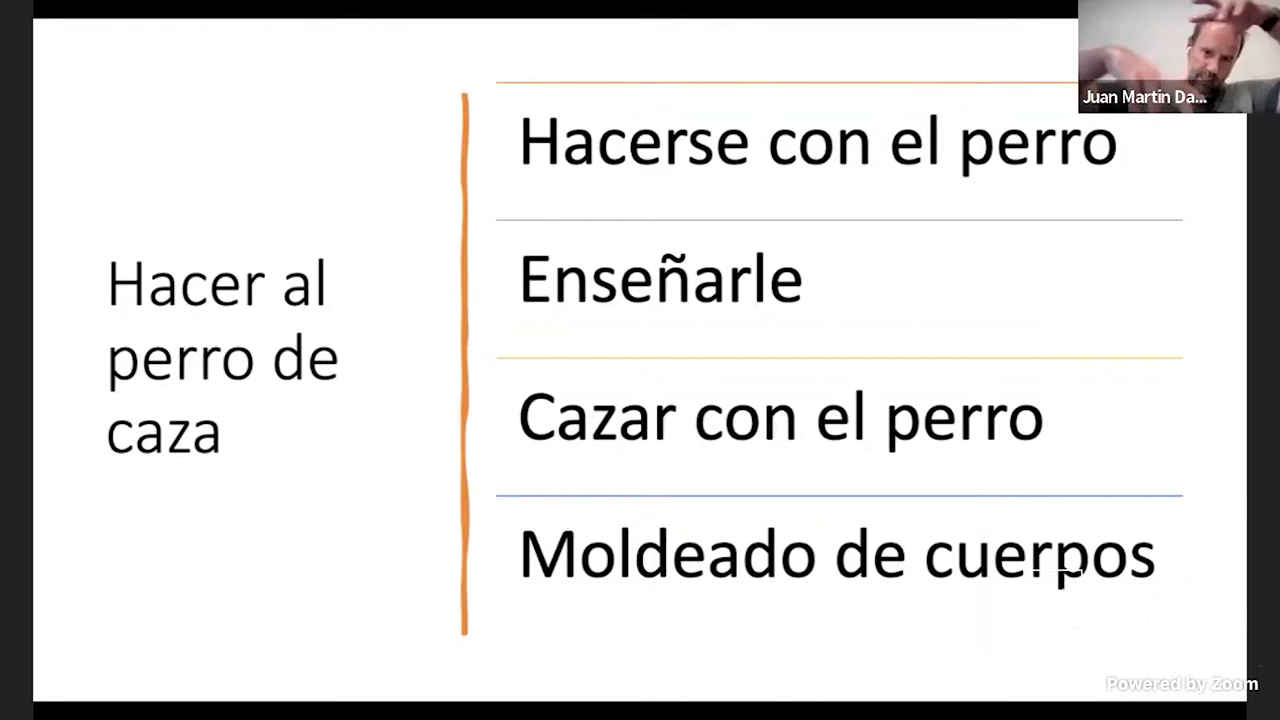 Juan Martin Da...
Hacer al
perro de
caza
Hacerse con el perro
Enseñarle
Cazar con el perro
Moldeado de cuerpos
Powered by Zoom